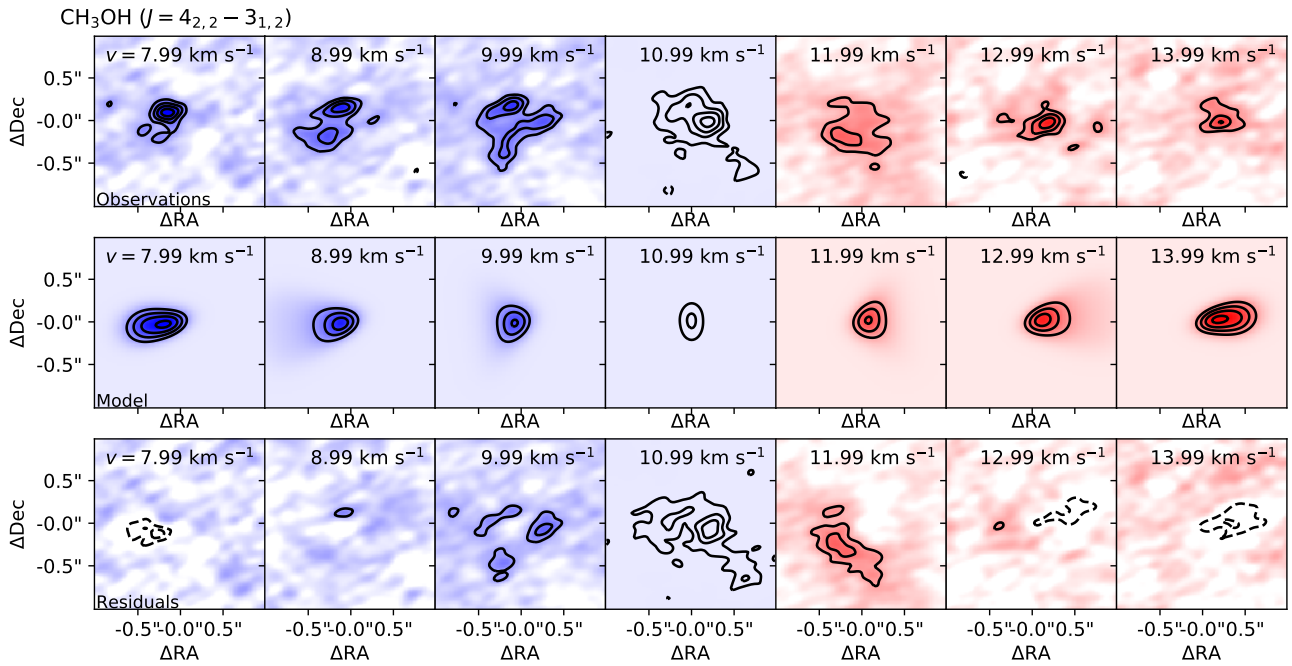 CH₃OH (J = 4₂,₂ − 3₁,₂)
v = 7.99 km s⁻¹ 8.99 km s⁻¹ 9.99 km s⁻¹ 10.99 km s⁻¹ 11.99 km s⁻¹ 12.99 km s⁻¹ 13.99 km s⁻¹
0.5"
-0.0"
-0.5"
ΔDec
Observations
ΔRA ΔRA ΔRA ΔRA ΔRA ΔRA ΔRA
v = 7.99 km s⁻¹ 8.99 km s⁻¹ 9.99 km s⁻¹ 10.99 km s⁻¹ 11.99 km s⁻¹ 12.99 km s⁻¹ 13.99 km s⁻¹
0.5"
-0.0"
-0.5"
ΔDec
Model
ΔRA ΔRA ΔRA ΔRA ΔRA ΔRA ΔRA
v = 7.99 km s⁻¹ 8.99 km s⁻¹ 9.99 km s⁻¹ 10.99 km s⁻¹ 11.99 km s⁻¹ 12.99 km s⁻¹ 13.99 km s⁻¹
0.5"
-0.0"
-0.5"
ΔDec
Residuals
-0.5"-0.0"0.5" -0.5"-0.0"0.5" -0.5"-0.0"0.5" -0.5"-0.0"0.5" -0.5"-0.0"0.5" -0.5"-0.0"0.5" -0.5"-0.0"0.5"
ΔRA ΔRA ΔRA ΔRA ΔRA ΔRA ΔRA